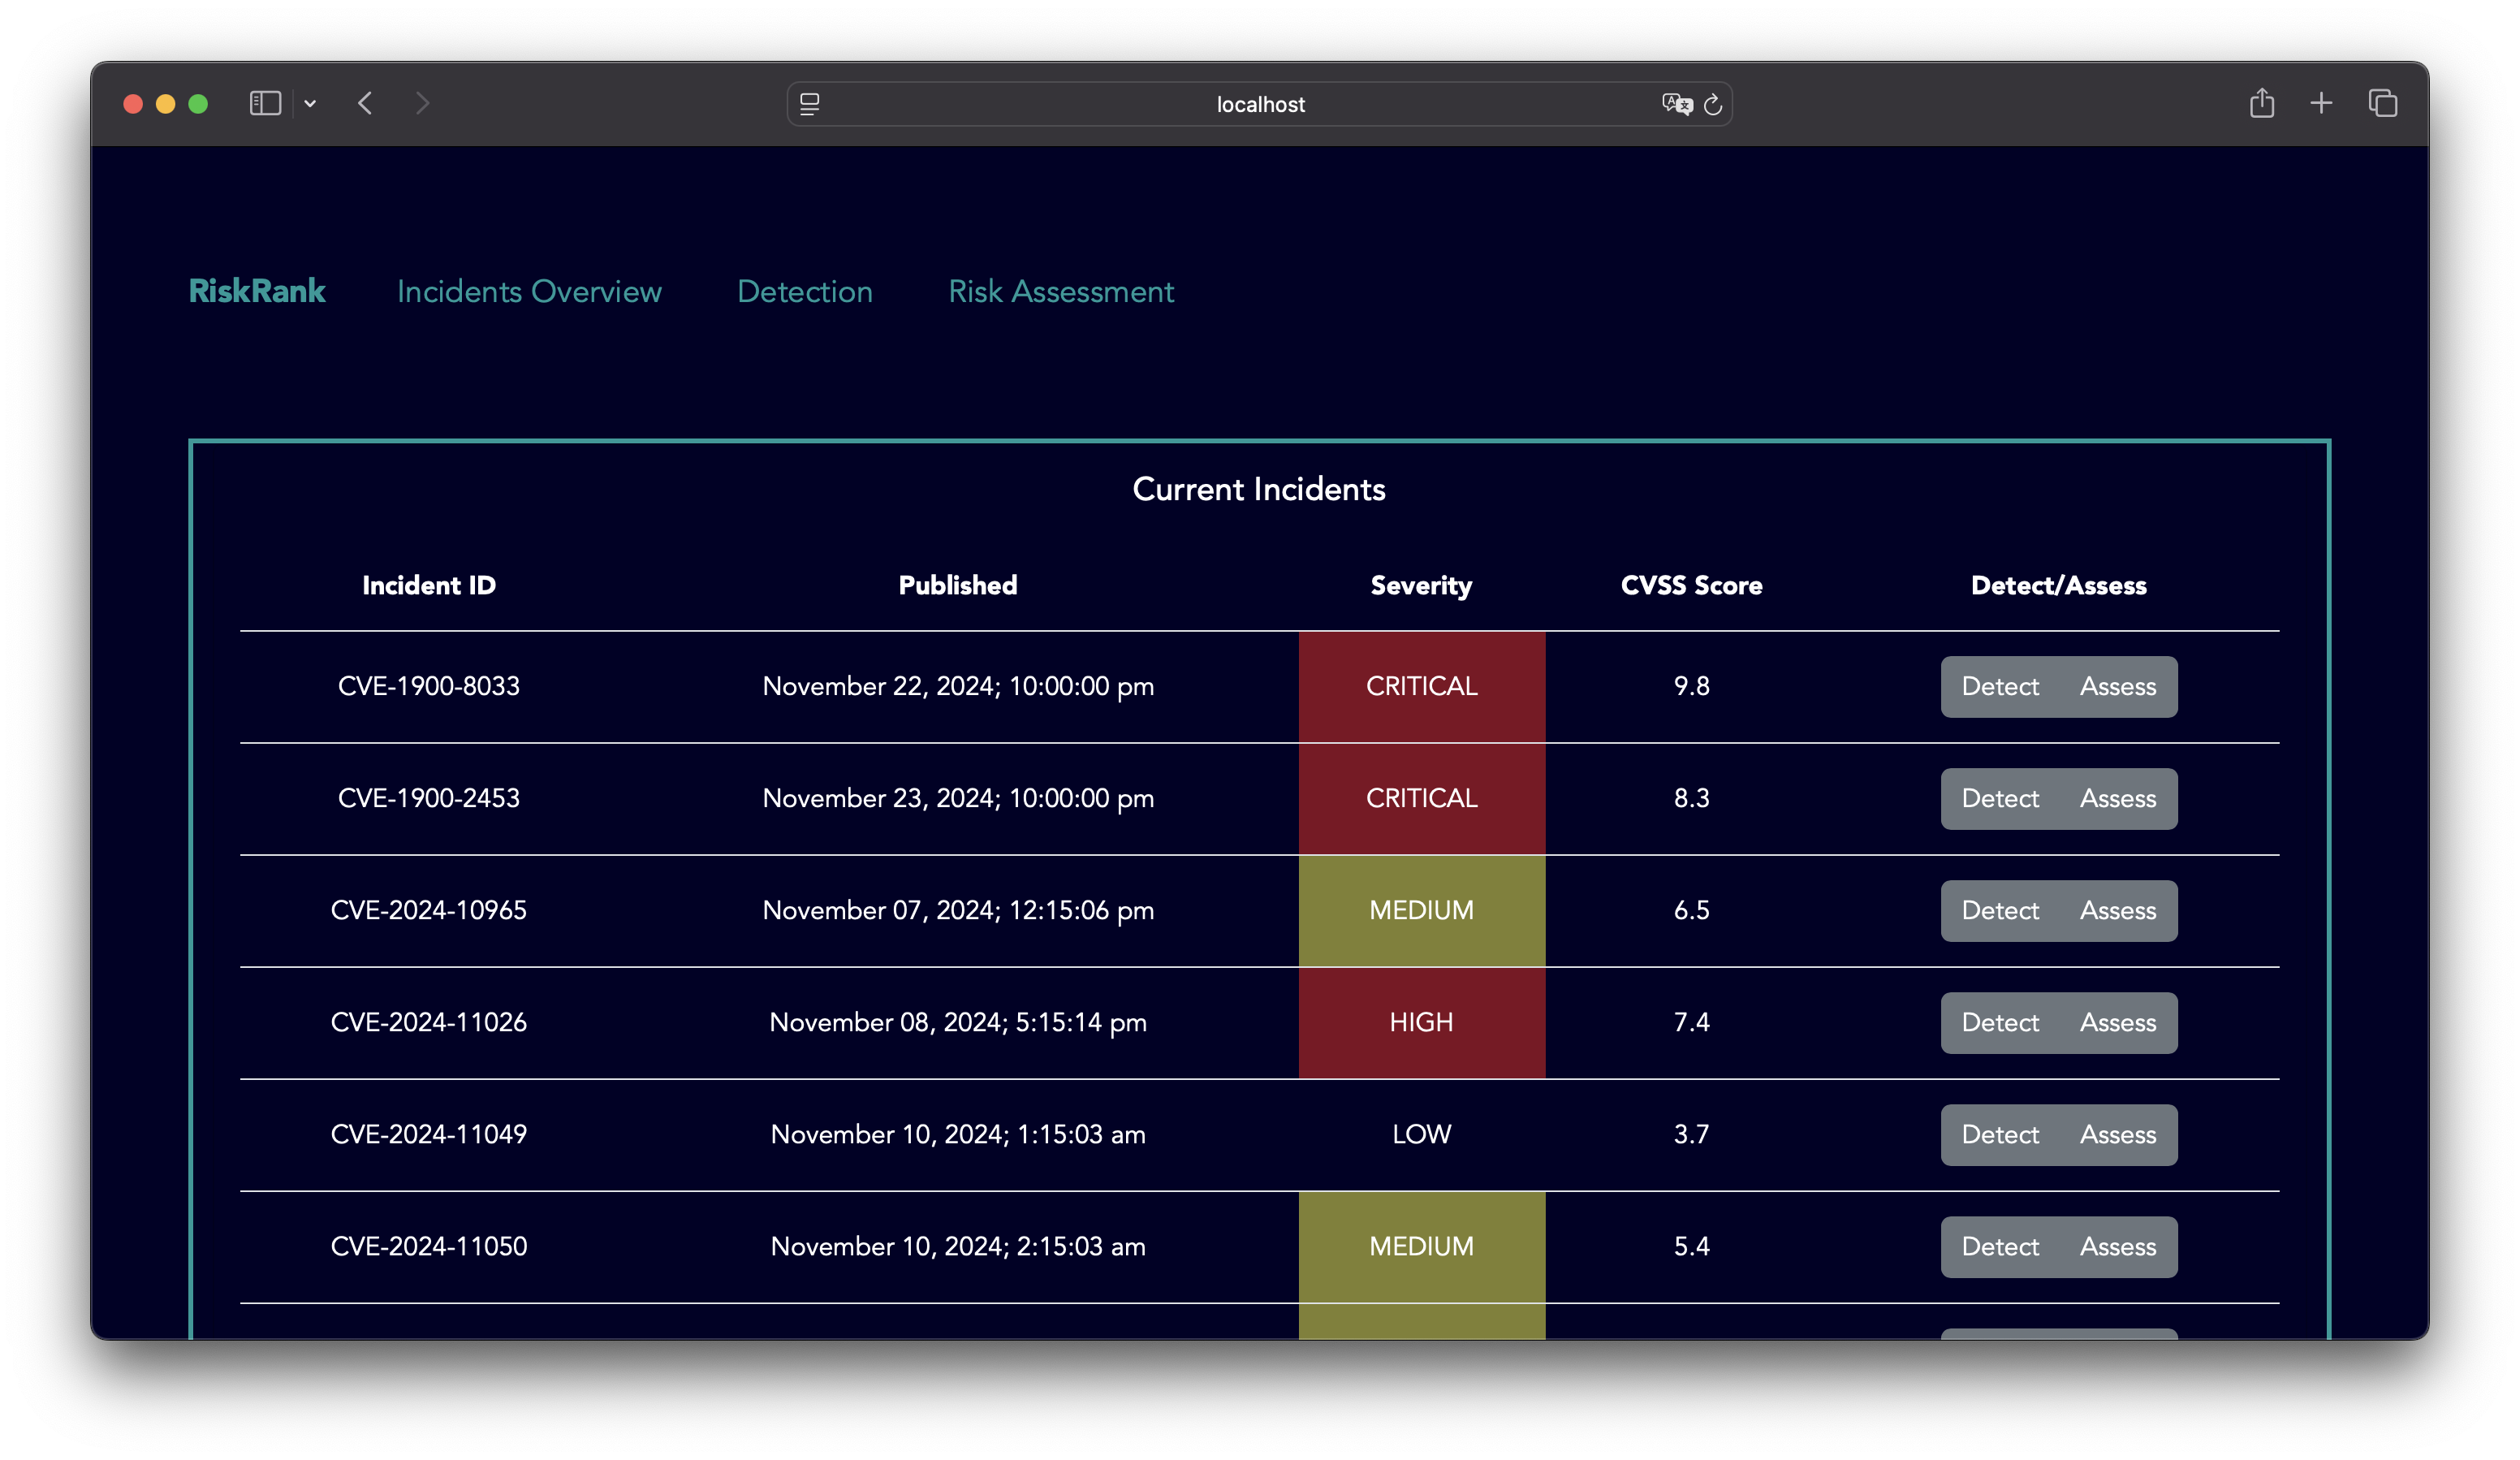 localhost
RiskRank Incidents Overview Detection Risk Assessment
Current Incidents
Incident ID Published Severity CVSS Score Detect/Assess
CVE-1900-8033 November 22, 2024; 10:00:00 pm CRITICAL 9.8 Detect Assess
CVE-1900-2453 November 23, 2024; 10:00:00 pm CRITICAL 8.3 Detect Assess
CVE-2024-10965 November 07, 2024; 12:15:06 pm MEDIUM 6.5 Detect Assess
CVE-2024-11026 November 08, 2024; 5:15:14 pm HIGH 7.4 Detect Assess
CVE-2024-11049 November 10, 2024; 1:15:03 am LOW 3.7 Detect Assess
CVE-2024-11050 November 10, 2024; 2:15:03 am MEDIUM 5.4 Detect Assess